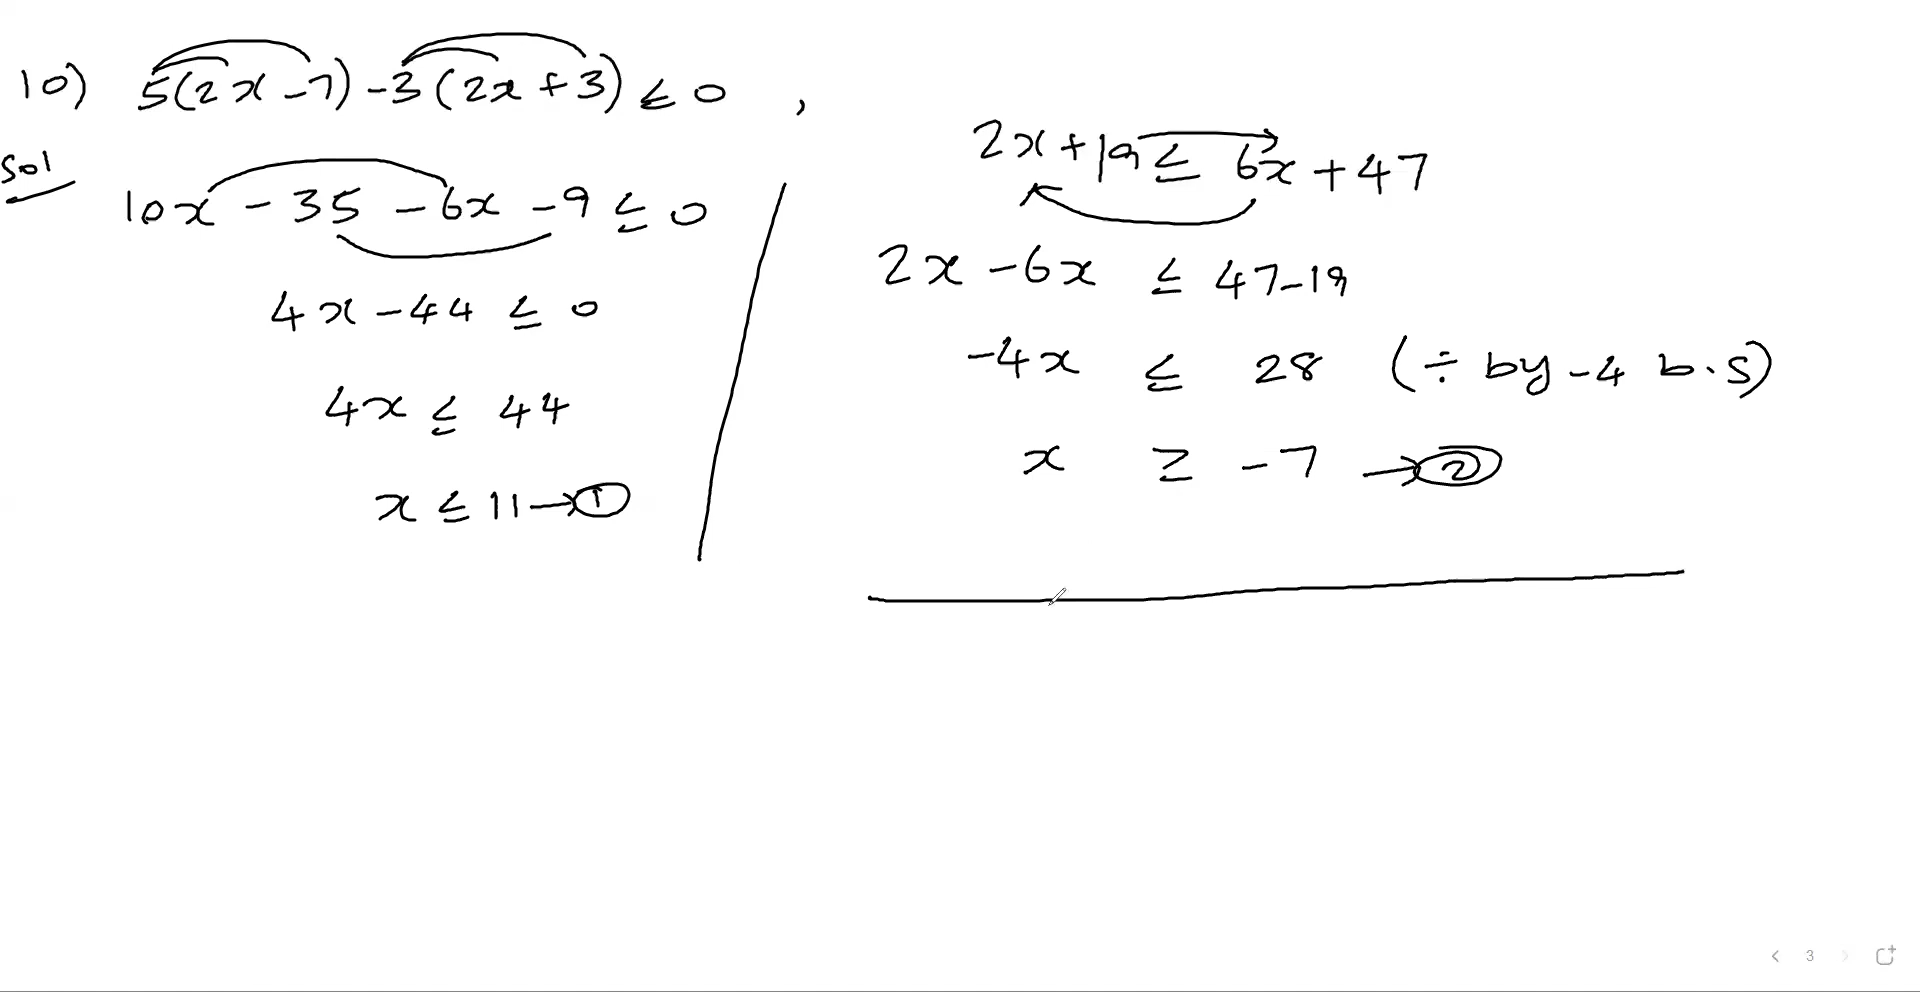 10) 5(2x-7)-3(2x+3) ≤ 0 ,
Sol
10x - 35 - 6x - 9 ≤ 0
4x - 44 ≤ 0
4x ≤ 44
x ≤ 11 → ①
2x + 19 ≤ 6x + 47
2x - 6x ≤ 47-19
-4x ≤ 28 (÷ by -4 b.s)
x ≥ -7 → ②
3